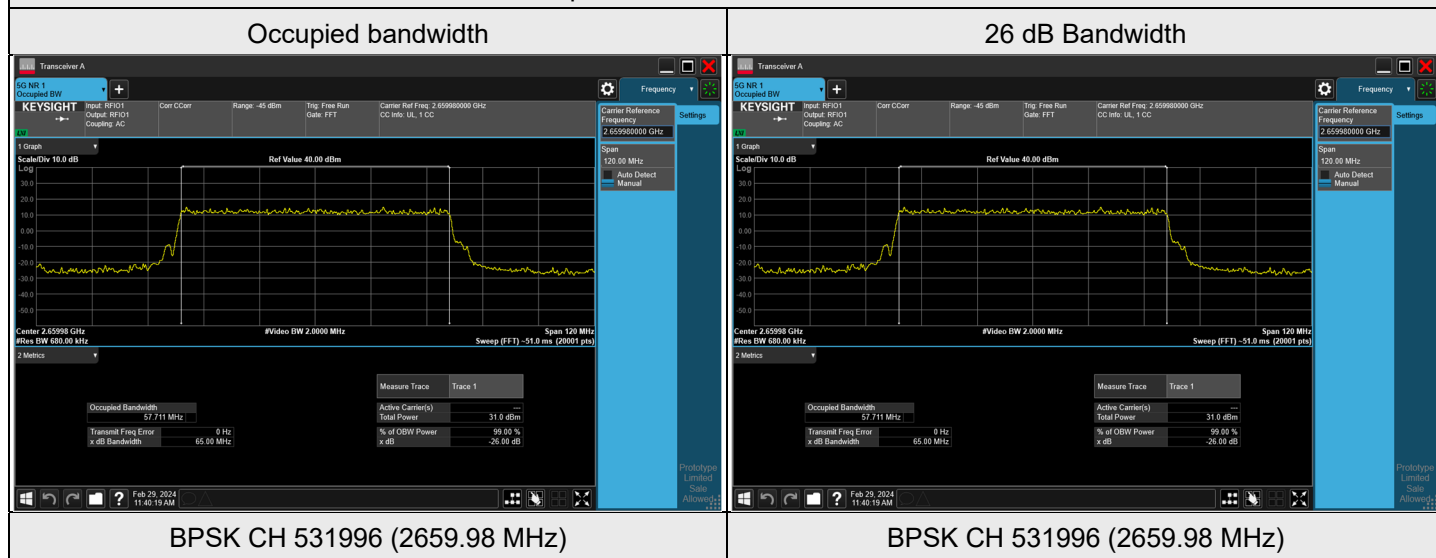 Occupied bandwidth
26 dB Bandwidth
Transceiver A
5G NR 1
Occupied BW
+
Frequency
KEYSIGHT
LXI
Input: RFIO1
Output: RFIO1
Coupling: AC
Corr CCorr
Range: -45 dBm
Trig: Free Run
Gate: FFT
Carrier Ref Freq: 2.659980000 GHz
CC Info: UL, 1 CC
Carrier Reference
Frequency
2.659980000 GHz
Settings
Span
120.00 MHz
Auto Detect
Manual
1 Graph
Scale/Div 10.0 dB
Ref Value 40.00 dBm
Log
30.0
20.0
10.0
0.00
-10.0
-20.0
-30.0
-40.0
-50.0
Center 2.65998 GHz
#Video BW 2.0000 MHz
Span 120 MHz
#Res BW 680.00 kHz
Sweep (FFT) ~51.0 ms (20001 pts)
2 Metrics
Measure Trace Trace 1
Occupied Bandwidth
57.711 MHz
Active Carrier(s) ---
Total Power 31.0 dBm
Transmit Freq Error 0 Hz
% of OBW Power 99.00 %
x dB Bandwidth 65.00 MHz
x dB -26.00 dB
Prototype
Limited
Sale
Allowed
?
Feb 29, 2024
11:40:19 AM
Transceiver A
5G NR 1
Occupied BW
+
Frequency
KEYSIGHT
LXI
Input: RFIO1
Output: RFIO1
Coupling: AC
Corr CCorr
Range: -45 dBm
Trig: Free Run
Gate: FFT
Carrier Ref Freq: 2.659980000 GHz
CC Info: UL, 1 CC
Carrier Reference
Frequency
2.659980000 GHz
Settings
Span
120.00 MHz
Auto Detect
Manual
1 Graph
Scale/Div 10.0 dB
Ref Value 40.00 dBm
Log
30.0
20.0
10.0
0.00
-10.0
-20.0
-30.0
-40.0
-50.0
Center 2.65998 GHz
#Video BW 2.0000 MHz
Span 120 MHz
#Res BW 680.00 kHz
Sweep (FFT) ~51.0 ms (20001 pts)
2 Metrics
Measure Trace Trace 1
Occupied Bandwidth
57.711 MHz
Active Carrier(s) ---
Total Power 31.0 dBm
Transmit Freq Error 0 Hz
% of OBW Power 99.00 %
x dB Bandwidth 65.00 MHz
x dB -26.00 dB
Prototype
Limited
Sale
Allowed
?
Feb 29, 2024
11:40:19 AM
BPSK CH 531996 (2659.98 MHz)
BPSK CH 531996 (2659.98 MHz)